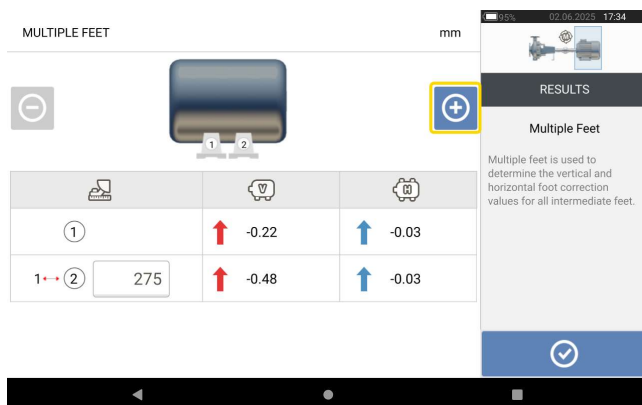 MULTIPLE FEET
mm
1
2
V
H
1
-0.22
-0.03
1 2
275
-0.48
-0.03
95%
02.06.2025 17:34
M
RESULTS
Multiple Feet
Multiple feet is used to
determine the vertical and
horizontal foot correction
values for all intermediate feet.